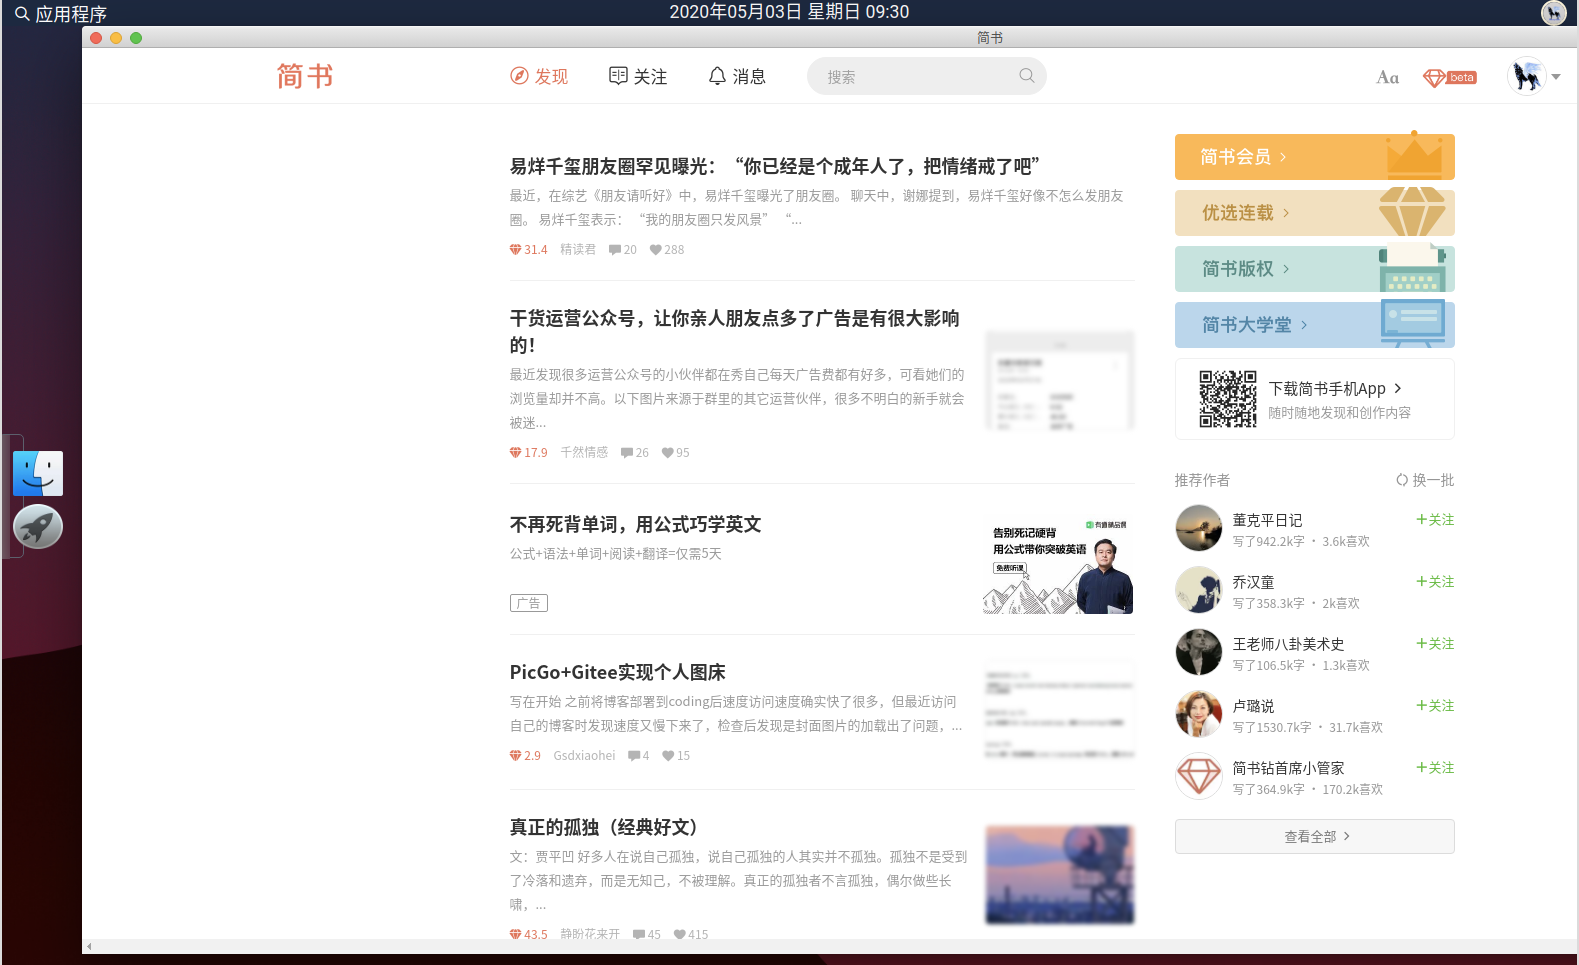 应用程序
2020年05月03日 星期日 09:30
简书
简书
发现
关注
消息
搜索
Aa
beta
易烊千玺朋友圈罕见曝光：“你已经是个成年人了，把情绪戒了吧”
最近，在综艺《朋友请听好》中，易烊千玺曝光了朋友圈。 聊天中，谢娜提到，易烊千玺好像不怎么发朋友
圈。 易烊千玺表示： “我的朋友圈只发风景” “...
31.4 精读君 20 288
干货运营公众号，让你亲人朋友点多了广告是有很大影响
的！
最近发现很多运营公众号的小伙伴都在秀自己每天广告费都有好多，可看她们的
浏览量却并不高。以下图片来源于群里的其它运营伙伴，很多不明白的新手就会
被迷...
17.9 千然情感 26 95
不再死背单词，用公式巧学英文
公式+语法+单词+阅读+翻译=仅需5天
广告
告别死记硬背
用公式带你突破英语
免费听课
PicGo+Gitee实现个人图床
写在开始 之前将博客部署到coding后速度访问速度确实快了很多，但最近访问
自己的博客时发现速度又慢下来了，检查后发现是封面图片的加载出了问题，...
2.9 Gsdxiaohei 4 15
真正的孤独（经典好文）
文：贾平凹 好多人在说自己孤独，说自己孤独的人其实并不孤独。孤独不是受到
了冷落和遗弃，而是无知己，不被理解。真正的孤独者不言孤独，偶尔做些长
啸，...
43.5 静盼花来开 45 415
简书会员
优选连载
简书版权
简书大学堂
下载简书手机App
随时随地发现和创作内容
推荐作者
换一批
董克平日记
+关注
写了942.2k字 · 3.6k喜欢
乔汉童
+关注
写了358.3k字 · 2k喜欢
王老师八卦美术史
+关注
写了106.5k字 · 1.3k喜欢
卢璐说
+关注
写了1530.7k字 · 31.7k喜欢
简书钻首席小管家
+关注
写了364.9k字 · 170.2k喜欢
查看全部